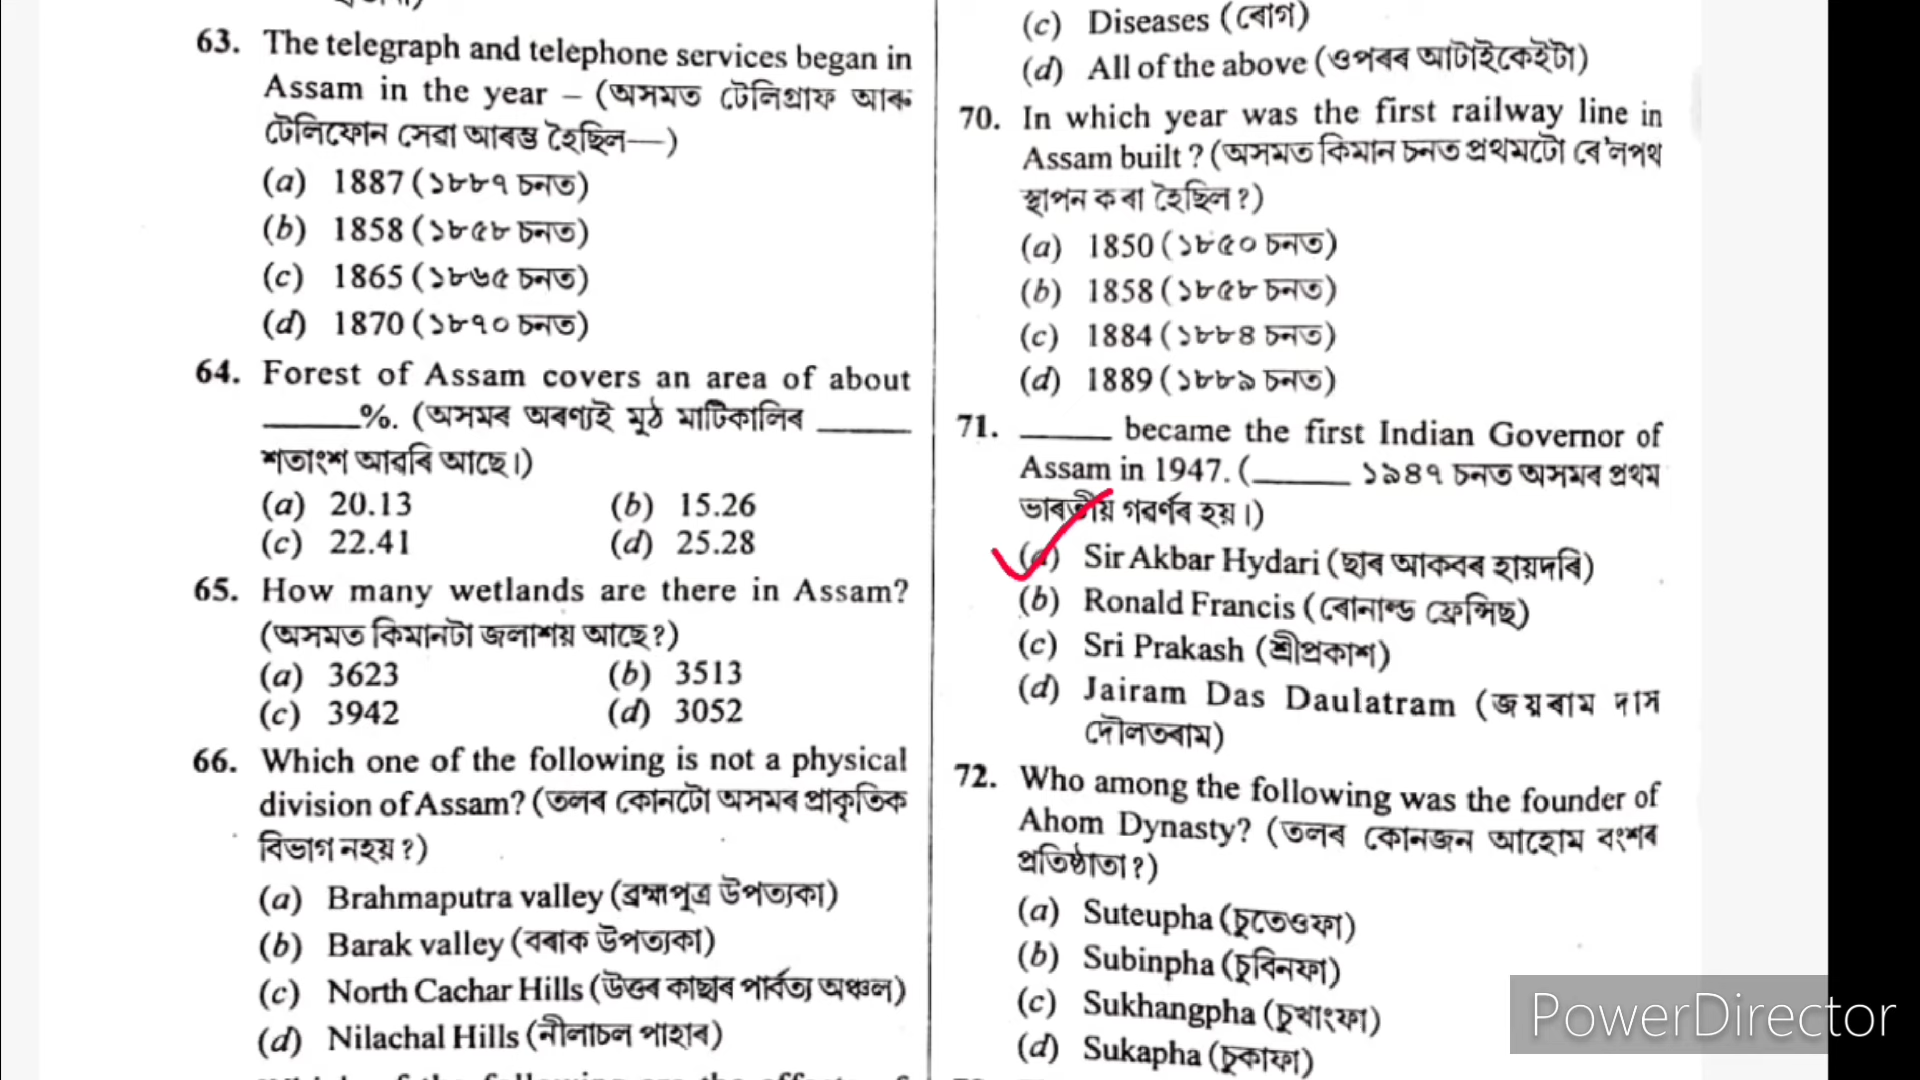 63. The telegraph and telephone services began in
Assam in the year – (অসমত টেলিগ্ৰাফ আৰু
টেলিফোন সেৱা আৰম্ভ হৈছিল—)
(a) 1887 (১৮৮৭ চনত)
(b) 1858 (১৮৫৮ চনত)
(c) 1865 (১৮৬৫ চনত)
(d) 1870 (১৮৭০ চনত)
64. Forest of Assam covers an area of about
_____%. (অসমৰ অৰণ্যই মুঠ মাটিকালিৰ _____
শতাংশ আৱৰি আছে।)
(a) 20.13 (b) 15.26
(c) 22.41 (d) 25.28
65. How many wetlands are there in Assam?
(অসমত কিমানটা জলাশয় আছে?)
(a) 3623 (b) 3513
(c) 3942 (d) 3052
66. Which one of the following is not a physical
division of Assam? (তলৰ কোনটো অসমৰ প্ৰাকৃতিক
বিভাগ নহয়?)
(a) Brahmaputra valley (ব্ৰহ্মপুত্ৰ উপত্যকা)
(b) Barak valley (বৰাক উপত্যকা)
(c) North Cachar Hills (উত্তৰ কাছাৰ পাৰ্বত্য অঞ্চল)
(d) Nilachal Hills (নীলাচল পাহাৰ)
(c) Diseases (ৰোগ)
(d) All of the above (ওপৰৰ আটাইকেইটা)
70. In which year was the first railway line in
Assam built ? (অসমত কিমান চনত প্ৰথমটো ৰে'লপথ
স্থাপন কৰা হৈছিল?)
(a) 1850 (১৮৫০ চনত)
(b) 1858 (১৮৫৮ চনত)
(c) 1884 (১৮৮৪ চনত)
(d) 1889 (১৮৮৯ চনত)
71. _____ became the first Indian Governor of
Assam in 1947. (_____ ১৯৪৭ চনত অসমৰ প্ৰথম
ভাৰতীয় গৱৰ্ণৰ হয়।)
(a) Sir Akbar Hydari (ছাৰ আকবৰ হায়দৰি)
(b) Ronald Francis (ৰোনাল্ড ফ্ৰেন্সিছ)
(c) Sri Prakash (শ্ৰীপ্ৰকাশ)
(d) Jairam Das Daulatram (জয়ৰাম দাস
দৌলতৰাম)
72. Who among the following was the founder of
Ahom Dynasty? (তলৰ কোনজন আহোম বংশৰ
প্ৰতিষ্ঠাতা?)
(a) Suteupha (চুতেওফা)
(b) Subinpha (চুবিনফা)
(c) Sukhangpha (চুখাংফা)
(d) Sukapha (চুকাফা)
PowerDirector